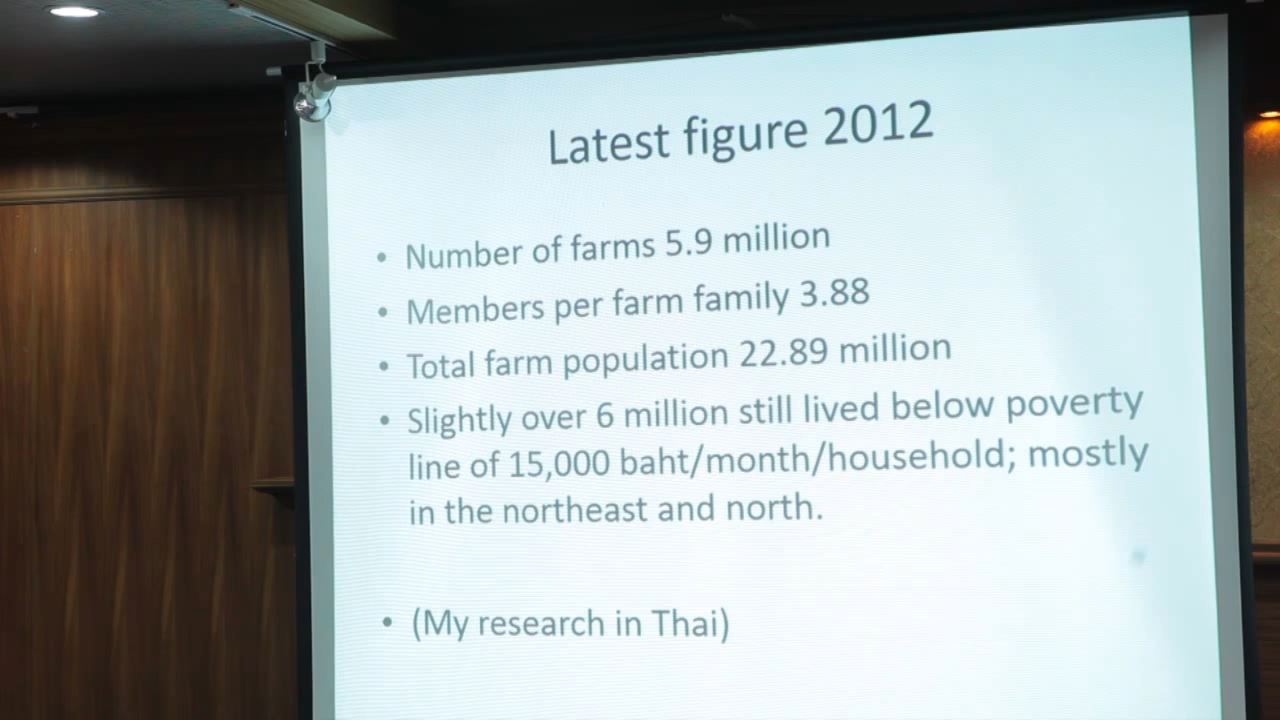 Latest figure 2012
• Number of farms 5.9 million
• Members per farm family 3.88
• Total farm population 22.89 million
• Slightly over 6 million still lived below poverty
line of 15,000 baht/month/household; mostly
in the northeast and north.
• (My research in Thai)